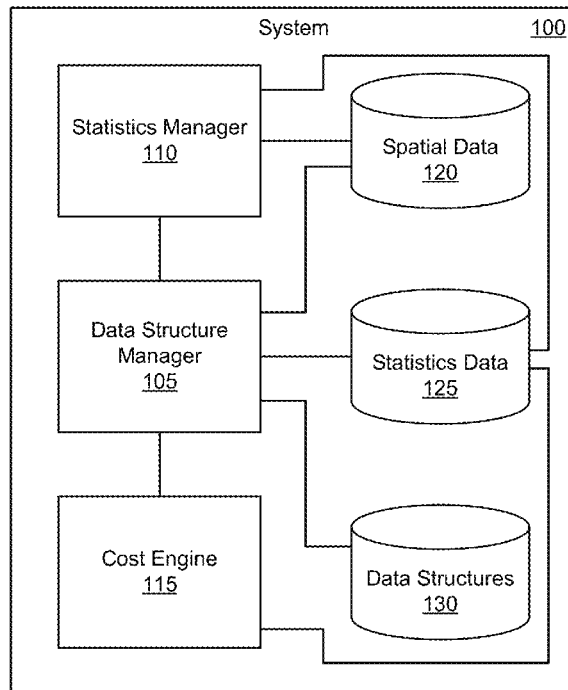 System
100
Statistics Manager
110
Spatial Data
120
Data Structure
Manager
105
Statistics Data
125
Cost Engine
115
Data Structures
130